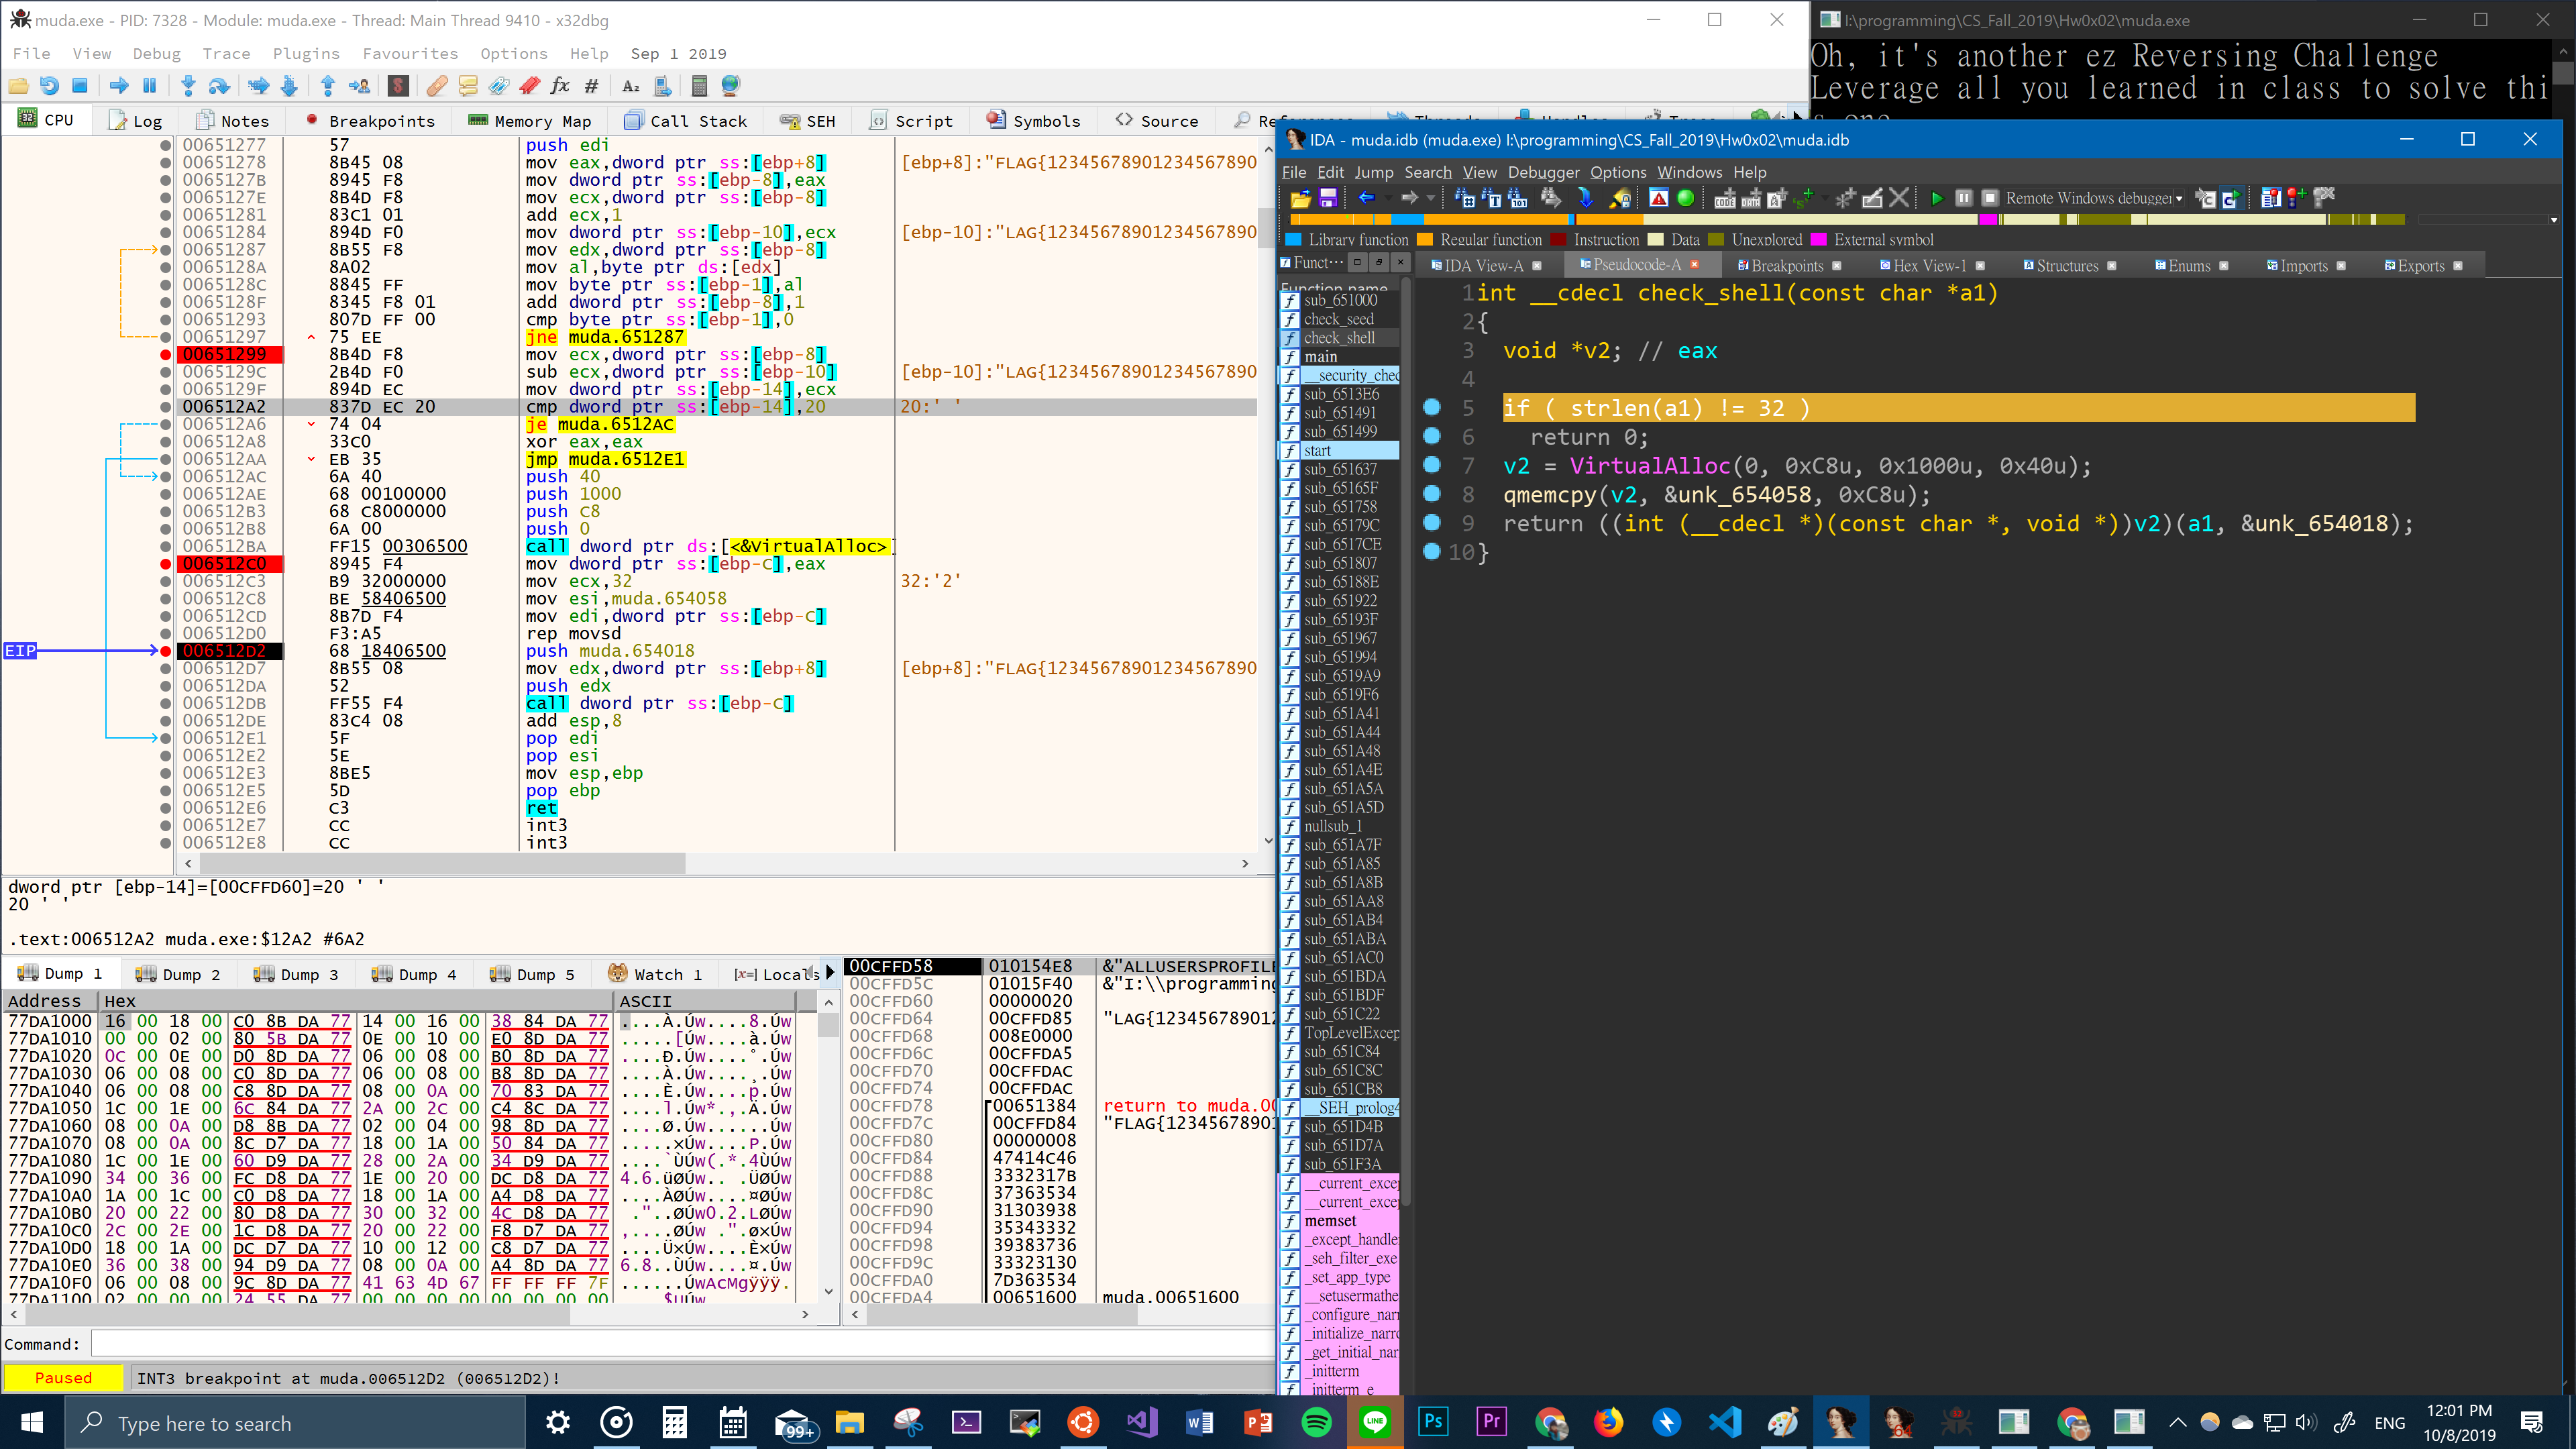 muda.exe - PID: 7328 - Module: muda.exe - Thread: Main Thread 9410 - x32dbg
File View Debug Trace Plugins Favourites Options Help Sep 1 2019
CPU Log Notes Breakpoints Memory Map Call Stack SEH Script Symbols Source
00651277 57 push edi
00651278 8B45 08 mov eax,dword ptr ss:[ebp+8] [ebp+8]:"FLAG{12345678901234567890
0065127B 8945 F8 mov dword ptr ss:[ebp-8],eax
0065127E 8B4D F8 mov ecx,dword ptr ss:[ebp-8]
00651281 83C1 01 add ecx,1
00651284 894D F0 mov dword ptr ss:[ebp-10],ecx [ebp-10]:"LAG{12345678901234567890
00651287 8B55 F8 mov edx,dword ptr ss:[ebp-8]
0065128A 8A02 mov al,byte ptr ds:[edx]
0065128C 8845 FF mov byte ptr ss:[ebp-1],al
0065128F 8345 F8 01 add dword ptr ss:[ebp-8],1
00651293 807D FF 00 cmp byte ptr ss:[ebp-1],0
00651297 75 EE jne muda.651287
00651299 8B4D F8 mov ecx,dword ptr ss:[ebp-8]
0065129C 2B4D F0 sub ecx,dword ptr ss:[ebp-10] [ebp-10]:"LAG{12345678901234567890
0065129F 894D EC mov dword ptr ss:[ebp-14],ecx
006512A2 837D EC 20 cmp dword ptr ss:[ebp-14],20 20:' '
006512A6 74 04 je muda.6512AC
006512A8 33C0 xor eax,eax
006512AA EB 35 jmp muda.6512E1
006512AC 6A 40 push 40
006512AE 68 00100000 push 1000
006512B3 68 C8000000 push C8
006512B8 6A 00 push 0
006512BA FF15 00306500 call dword ptr ds:[<&VirtualAlloc>]
006512C0 8945 F4 mov dword ptr ss:[ebp-C],eax
006512C3 B9 32000000 mov ecx,32 32:'2'
006512C8 BE 58406500 mov esi,muda.654058
006512CD 8B7D F4 mov edi,dword ptr ss:[ebp-C]
006512D0 F3:A5 rep movsd
EIP 006512D2 68 18406500 push muda.654018
006512D7 8B55 08 mov edx,dword ptr ss:[ebp+8] [ebp+8]:"FLAG{12345678901234567890
006512DA 52 push edx
006512DB FF55 F4 call dword ptr ss:[ebp-C]
006512DE 83C4 08 add esp,8
006512E1 5F pop edi
006512E2 5E pop esi
006512E3 8BE5 mov esp,ebp
006512E5 5D pop ebp
006512E6 C3 ret
006512E7 CC int3
006512E8 CC int3
dword ptr [ebp-14]=[00CFFD60]=20 ' '
20 ' '
.text:006512A2 muda.exe:$12A2 #6A2
Dump 1 Dump 2 Dump 3 Dump 4 Dump 5 Watch 1 [x=] Locals
Address Hex ASCII
77DA1000 16 00 18 00 C0 8B DA 77 14 00 16 00 38 84 DA 77 ....À.Úw....8.Úw
77DA1010 00 00 02 00 80 5B DA 77 0E 00 10 00 E0 8D DA 77 .....[Úw....à.Úw
77DA1020 0C 00 0E 00 D0 8D DA 77 06 00 08 00 B0 8D DA 77 ....Ð.Úw....°.Úw
77DA1030 06 00 08 00 C0 8D DA 77 06 00 08 00 B8 8D DA 77 ....À.Úw....¸.Úw
77DA1040 06 00 08 00 C8 8D DA 77 08 00 0A 00 70 83 DA 77 ....È.Úw....p.Úw
77DA1050 1C 00 1E 00 6C 84 DA 77 2A 00 2C 00 C4 8C DA 77 ....l.Úw*.,.Ä.Úw
77DA1060 08 00 0A 00 D8 8B DA 77 02 00 04 00 98 8D DA 77 ....Ø.Úw......Úw
77DA1070 08 00 0A 00 8C D7 DA 77 18 00 1A 00 50 84 DA 77 .....×Úw....P.Úw
77DA1080 1C 00 1E 00 60 D9 DA 77 28 00 2A 00 34 D9 DA 77 ....`ÙÚw(.*.4ÙÚw
77DA1090 34 00 36 00 FC D8 DA 77 1E 00 20 00 DC D8 DA 77 4.6.üØÚw.. .ÜØÚw
77DA10A0 1A 00 1C 00 C0 D8 DA 77 18 00 1A 00 A4 D8 DA 77 ....ÀØÚw....¤ØÚw
77DA10B0 20 00 22 00 80 D8 DA 77 30 00 32 00 4C D8 DA 77  .".. ØÚw0.2.LØÚw
77DA10C0 2C 00 2E 00 1C D8 DA 77 20 00 22 00 F8 D7 DA 77 ,....ØÚw .".ø×Úw
77DA10D0 18 00 1A 00 DC D7 DA 77 10 00 12 00 C8 D7 DA 77 ....Ü×Úw....È×Úw
77DA10E0 36 00 38 00 94 D9 DA 77 08 00 0A 00 A4 8D DA 77 6.8..ÙÚw....¤.Úw
77DA10F0 06 00 08 00 9C 8D DA 77 41 63 4D 67 FF FF FF 7F ......ÚwAcMgÿÿÿ.
77DA1100 02 00 00 00 24 55 DA 77 00 00 00 00 00 00 00 00
00CFFD58 010154E8 &"ALLUSERSPROFILE
00CFFD5C 01015F40 &"I:\\programming
00CFFD60 00000020
00CFFD64 00CFFD85 "LAG{123456789012
00CFFD68 008E0000
00CFFD6C 00CFFDA5
00CFFD70 00CFFDAC
00CFFD74 00CFFDAC
00CFFD78 00651384 return to muda.00
00CFFD7C 00CFFD84 "FLAG{12345678901
00CFFD80 00000008
00CFFD84 47414C46
00CFFD88 3332317B
00CFFD8C 37363534
00CFFD90 31303938
00CFFD94 35343332
00CFFD98 39383736
00CFFD9C 33323130
00CFFDA0 7D363534
00CFFDA4 00651600 muda.00651600
Command:
Paused INT3 breakpoint at muda.006512D2 (006512D2)!
I:\programming\CS_Fall_2019\Hw0x02\muda.exe
Oh, it's another ez Reversing Challenge
Leverage all you learned in class to solve thi
IDA - muda.idb (muda.exe) I:\programming\CS_Fall_2019\Hw0x02\muda.idb
File Edit Jump Search View Debugger Options Windows Help
Remote Windows debugger
Library function Regular function Instruction Data Unexplored External symbol
Funct… IDA View-A Pseudocode-A Breakpoints Hex View-1 Structures Enums Imports Exports
Function name
sub_651000
check_seed
check_shell
main
__security_chec
sub_6513E6
sub_651491
sub_651499
start
sub_651637
sub_65165F
sub_651758
sub_65179C
sub_6517CE
sub_651807
sub_65188E
sub_651922
sub_65193F
sub_651967
sub_651994
sub_6519A9
sub_6519F6
sub_651A41
sub_651A44
sub_651A48
sub_651A4E
sub_651A5A
sub_651A5D
nullsub_1
sub_651A7F
sub_651A85
sub_651A8B
sub_651AA8
sub_651AB4
sub_651ABA
sub_651AC0
sub_651BDA
sub_651BDF
sub_651C22
TopLevelExcep
sub_651C84
sub_651C8C
sub_651CB8
__SEH_prolog4
sub_651D4B
sub_651D7A
sub_651F3A
__current_excep
__current_excep
memset
_except_handler
_seh_filter_exe
_set_app_type
__setusermathe
_configure_narr
_initialize_narro
_get_initial_nar
_initterm
_initterm_e
1 int __cdecl check_shell(const char *a1)
2 {
3 void *v2; // eax
4
5 if ( strlen(a1) != 32 )
6 return 0;
7 v2 = VirtualAlloc(0, 0xC8u, 0x1000u, 0x40u);
8 qmemcpy(v2, &unk_654058, 0xC8u);
9 return ((int (__cdecl *)(const char *, void *))v2)(a1, &unk_654018);
10 }
Type here to search
99+
LINE
Ps
Pr
64
ENG
12:01 PM
10/8/2019